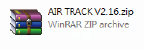 AIR TRACK V2.16.zip
WinRAR ZIP archive